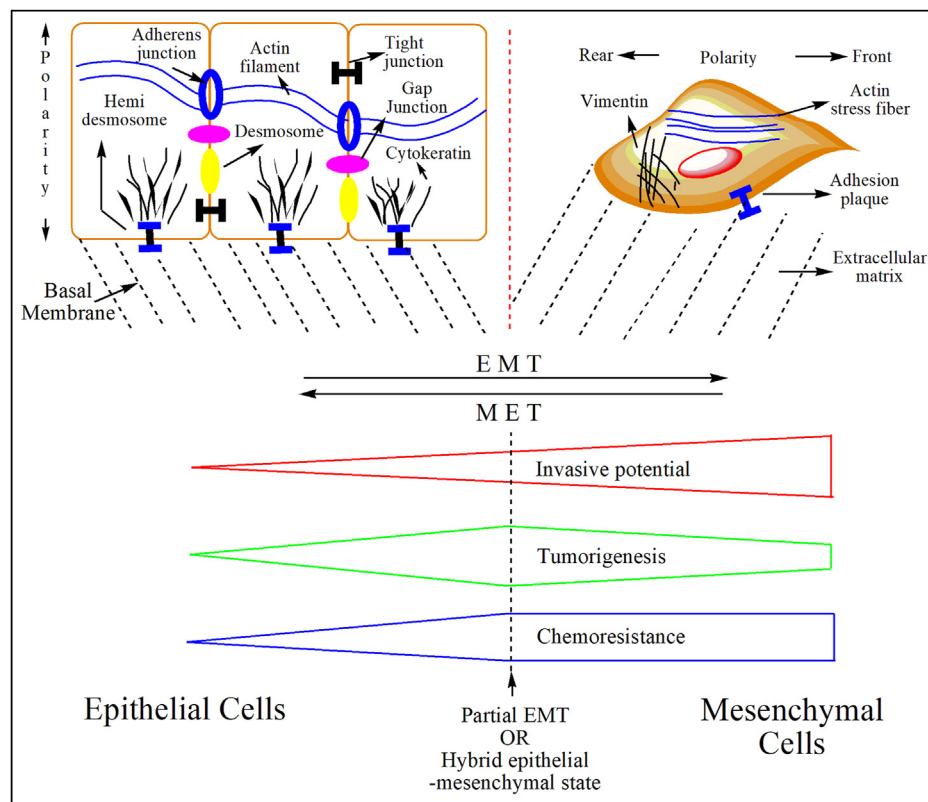 Polarity
Adherens
junction
Actin
filament
Tight
junction
Gap
Junction
Hemi
desmosome
Desmosome
Cytokeratin
Basal
Membrane
Rear
Polarity
Front
Vimentin
Actin
stress fiber
Adhesion
plaque
Extracellular
matrix
E M T
M E T
Invasive potential
Tumorigenesis
Chemoresistance
Epithelial Cells
Partial EMT
OR
Hybrid epithelial
-mesenchymal state
Mesenchymal
Cells